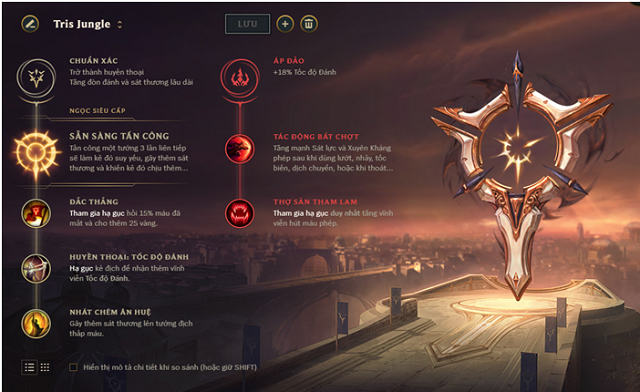 Tris Jungle
LƯU
CHUẨN XÁC
Trở thành huyền thoại
Tăng đòn đánh và sát thương lâu dài
NGỌC SIÊU CẤP
SẴN SÀNG TẤN CÔNG
Tấn công một tướng 3 lần liên tiếp
sẽ làm kẻ đó suy yếu, gây thêm sát
thương và khiến kẻ đó chịu thêm...
ĐẮC THẮNG
Tham gia hạ gục hồi 15% máu đã
mất và cho thêm 25 vàng.
HUYỀN THOẠI: TỐC ĐỘ ĐÁNH
Hạ gục kẻ địch để nhận thêm vĩnh
viễn Tốc độ Đánh.
NHÁT CHÉM ÂN HUỆ
Gây thêm sát thương lên tướng địch
thấp máu.
ÁP ĐẢO
+18% Tốc độ Đánh
TÁC ĐỘNG BẤT CHỢT
Tăng mạnh Sát lực và Xuyên Kháng
phép sau khi dùng lướt, nhảy, tốc
biến, dịch chuyển, hoặc khi thoát...
THỢ SĂN THAM LAM
Tham gia hạ gục duy nhất tăng vĩnh
viễn hút máu phép.
Hiển thị mô tả chi tiết khi so sánh (hoặc giữ SHIFT)